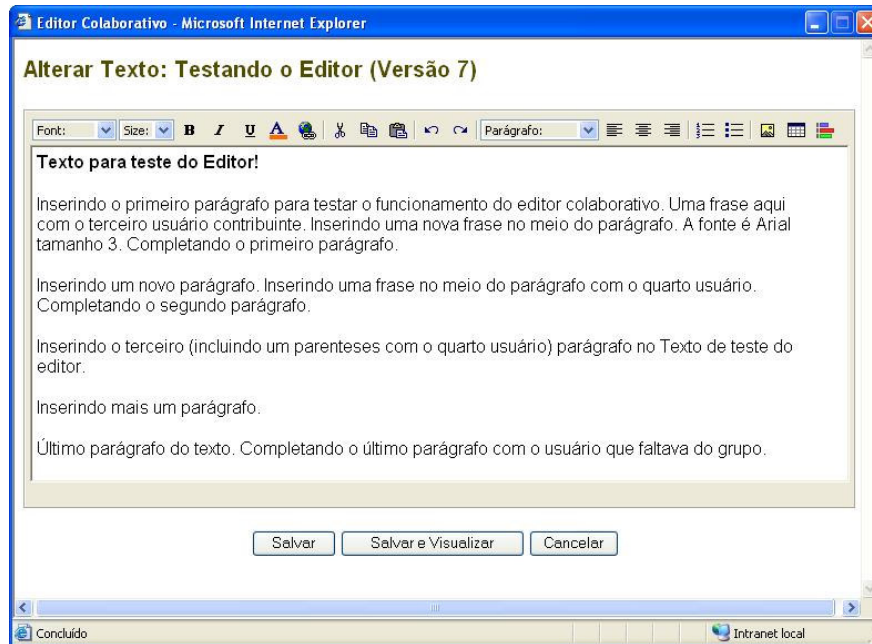 Editor Colaborativo - Microsoft Internet Explorer
Alterar Texto: Testando o Editor (Versão 7)
Font: Size: B I U A Parágrafo:
Texto para teste do Editor!
Inserindo o primeiro parágrafo para testar o funcionamento do editor colaborativo. Uma frase aqui
com o terceiro usuário contribuinte. Inserindo uma nova frase no meio do parágrafo. A fonte é Arial
tamanho 3. Completando o primeiro parágrafo.
Inserindo um novo parágrafo. Inserindo uma frase no meio do parágrafo com o quarto usuário.
Completando o segundo parágrafo.
Inserindo o terceiro (incluindo um parenteses com o quarto usuário) parágrafo no Texto de teste do
editor.
Inserindo mais um parágrafo.
Último parágrafo do texto. Completando o último parágrafo com o usuário que faltava do grupo.
Salvar Salvar e Visualizar Cancelar
Concluído Intranet local